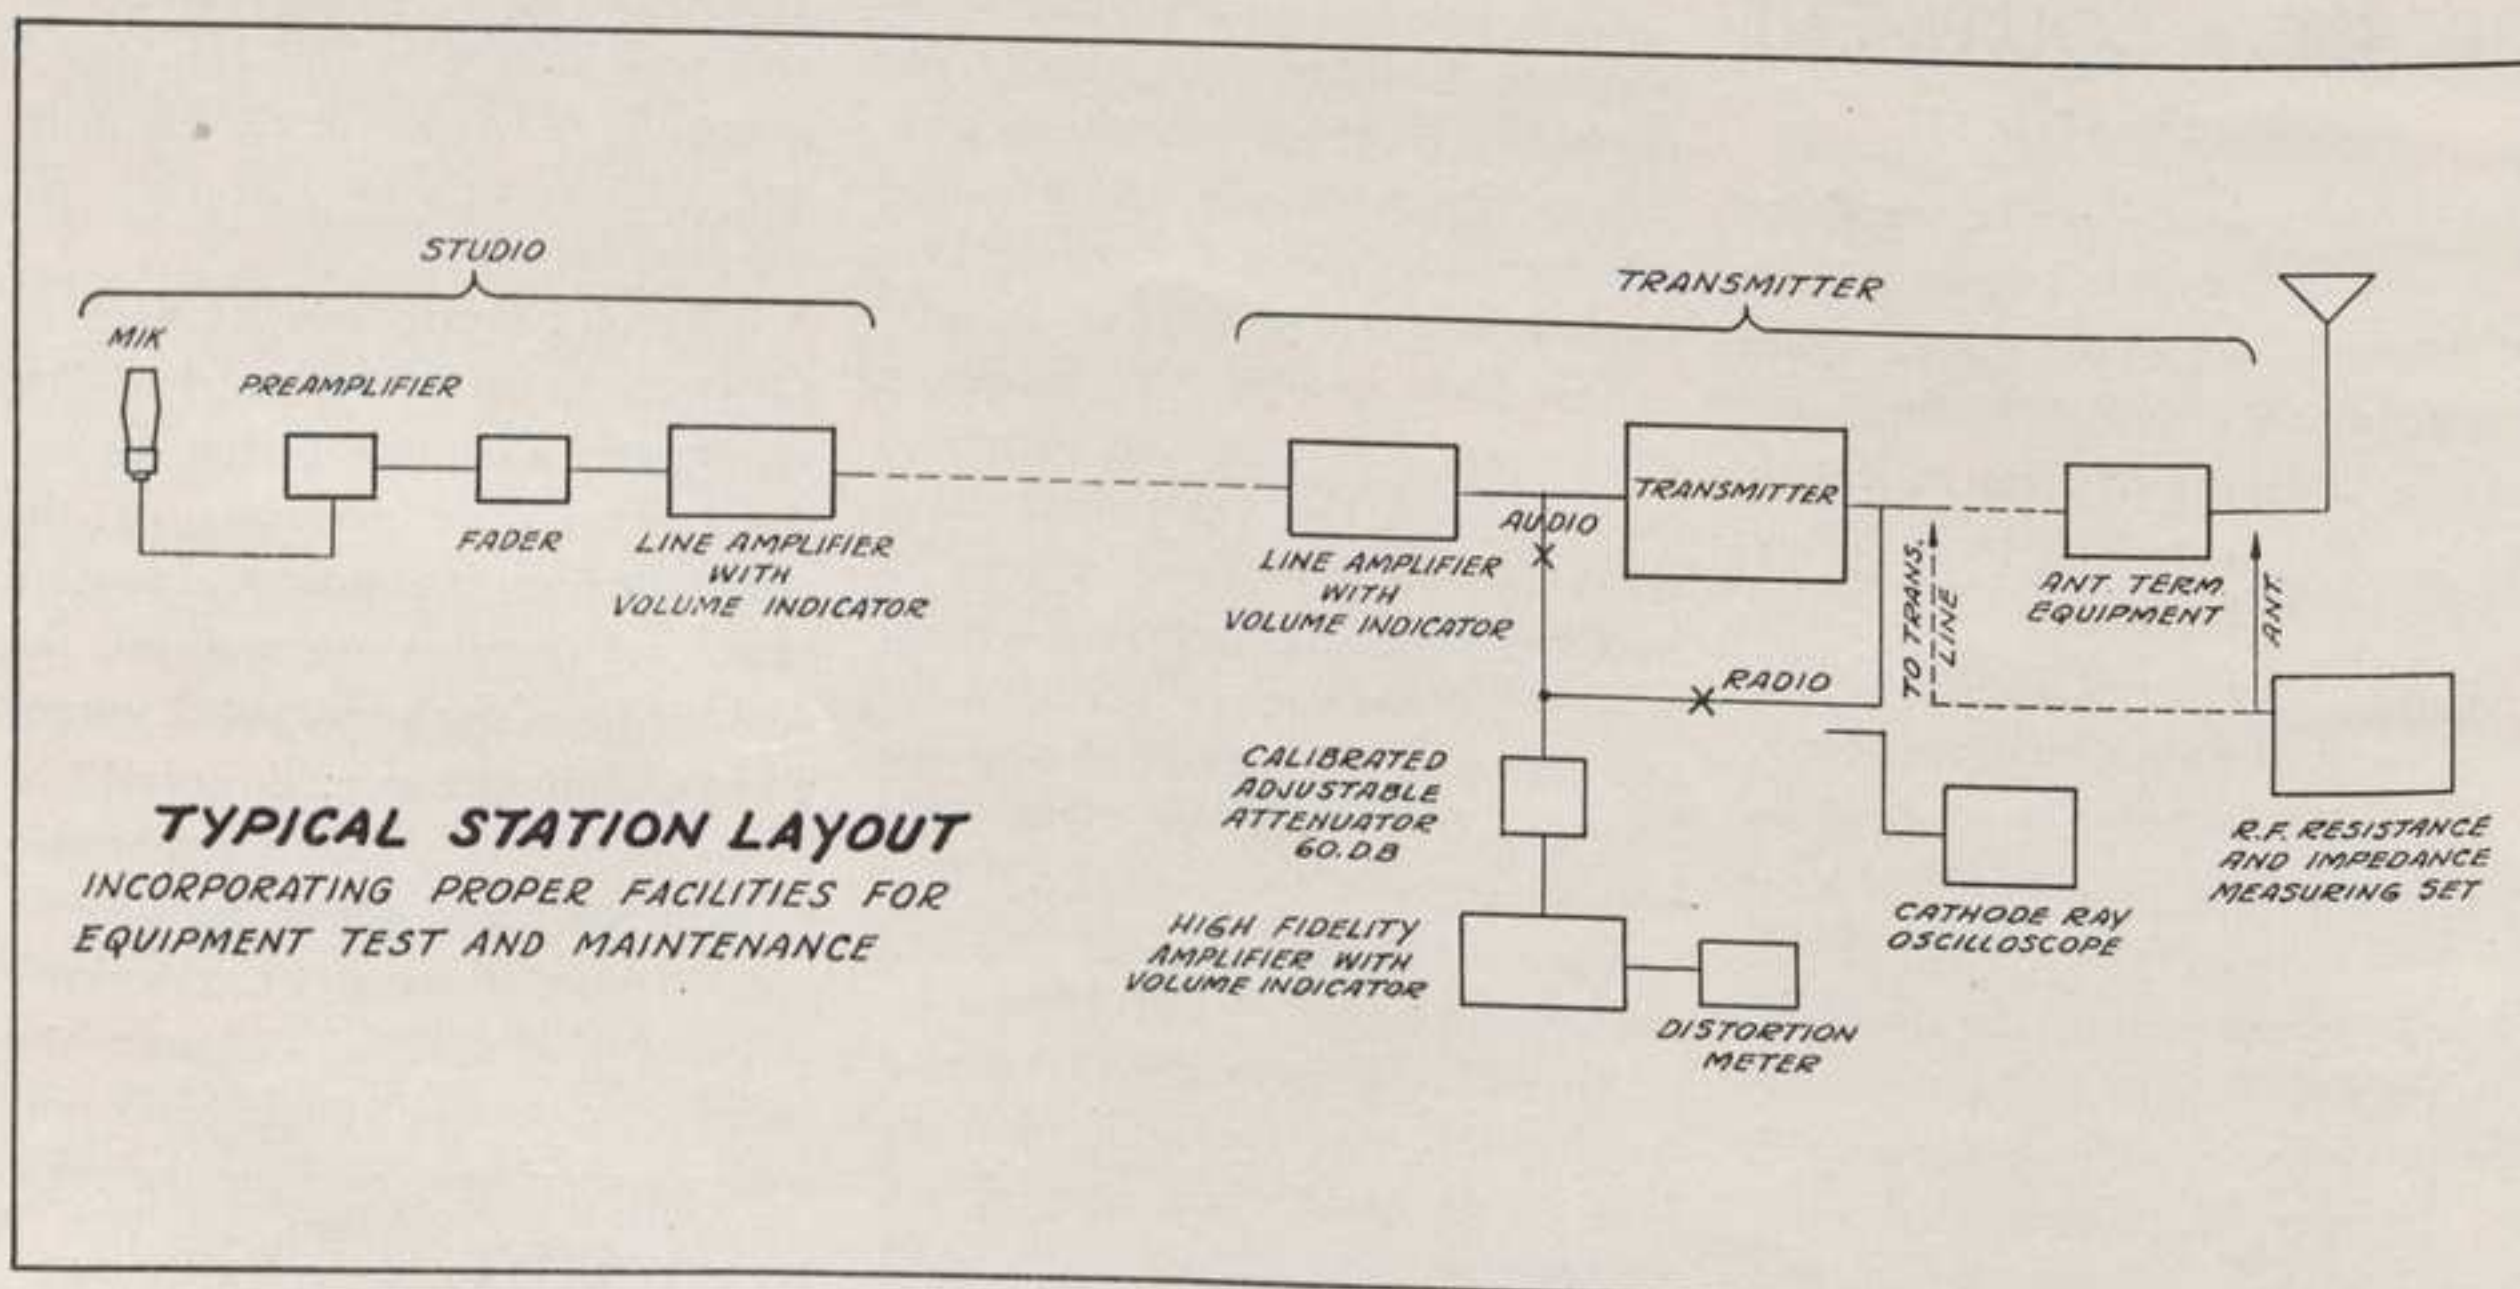 STUDIO
MIK
PREAMPLIFIER
FADER
LINE AMPLIFIER
WITH
VOLUME INDICATOR
TRANSMITTER
LINE AMPLIFIER
WITH
VOLUME INDICATOR
AUDIO
TRANSMITTER
TO TRANS.
LINE
ANT TERM
EQUIPMENT
ANT
RADIO
CALIBRATED
ADJUSTABLE
ATTENUATOR
60.DB
HIGH FIDELITY
AMPLIFIER WITH
VOLUME INDICATOR
DISTORTION
METER
CATHODE RAY
OSCILLOSCOPE
R.F. RESISTANCE
AND IMPEDANCE
MEASURING SET
TYPICAL STATION LAYOUT
INCORPORATING PROPER FACILITIES FOR
EQUIPMENT TEST AND MAINTENANCE